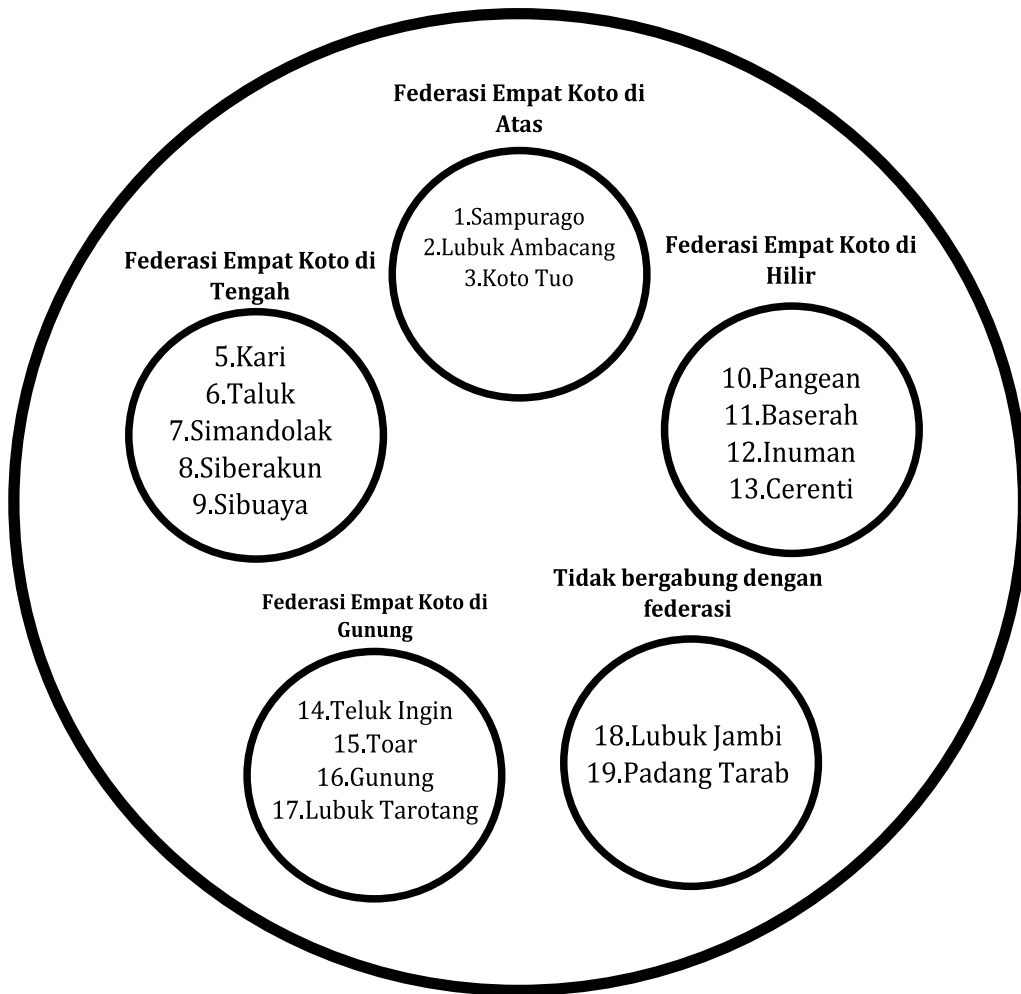 Federasi Empat Koto di
Atas
1.Sampurago
2.Lubuk Ambacang
3.Koto Tuo
Federasi Empat Koto di
Tengah
5.Kari
6.Taluk
7.Simandolak
8.Siberakun
9.Sibuaya
Federasi Empat Koto di
Hilir
10.Pangean
11.Baserah
12.Inuman
13.Cerenti
Federasi Empat Koto di
Gunung
14.Teluk Ingin
15.Toar
16.Gunung
17.Lubuk Tarotang
Tidak bergabung dengan
federasi
18.Lubuk Jambi
19.Padang Tarab